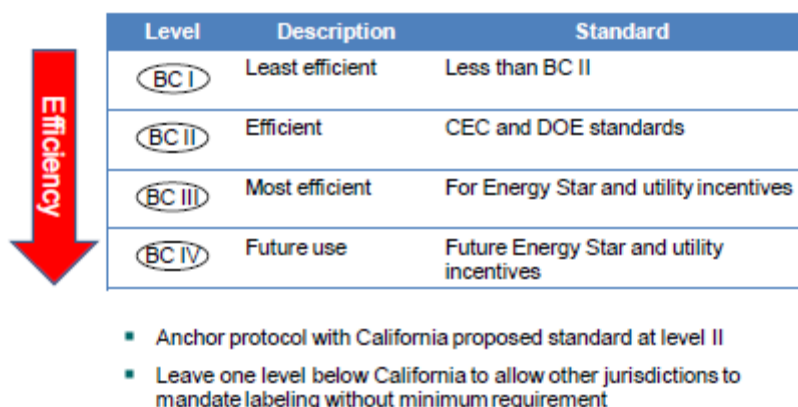 Level Description Standard
BC I Least efficient Less than BC II
BC II Efficient CEC and DOE standards
BC III Most efficient For Energy Star and utility incentives
BC IV Future use Future Energy Star and utility
incentives
Efficiency
Anchor protocol with California proposed standard at level II
Leave one level below California to allow other jurisdictions to
mandate labeling without minimum requirement